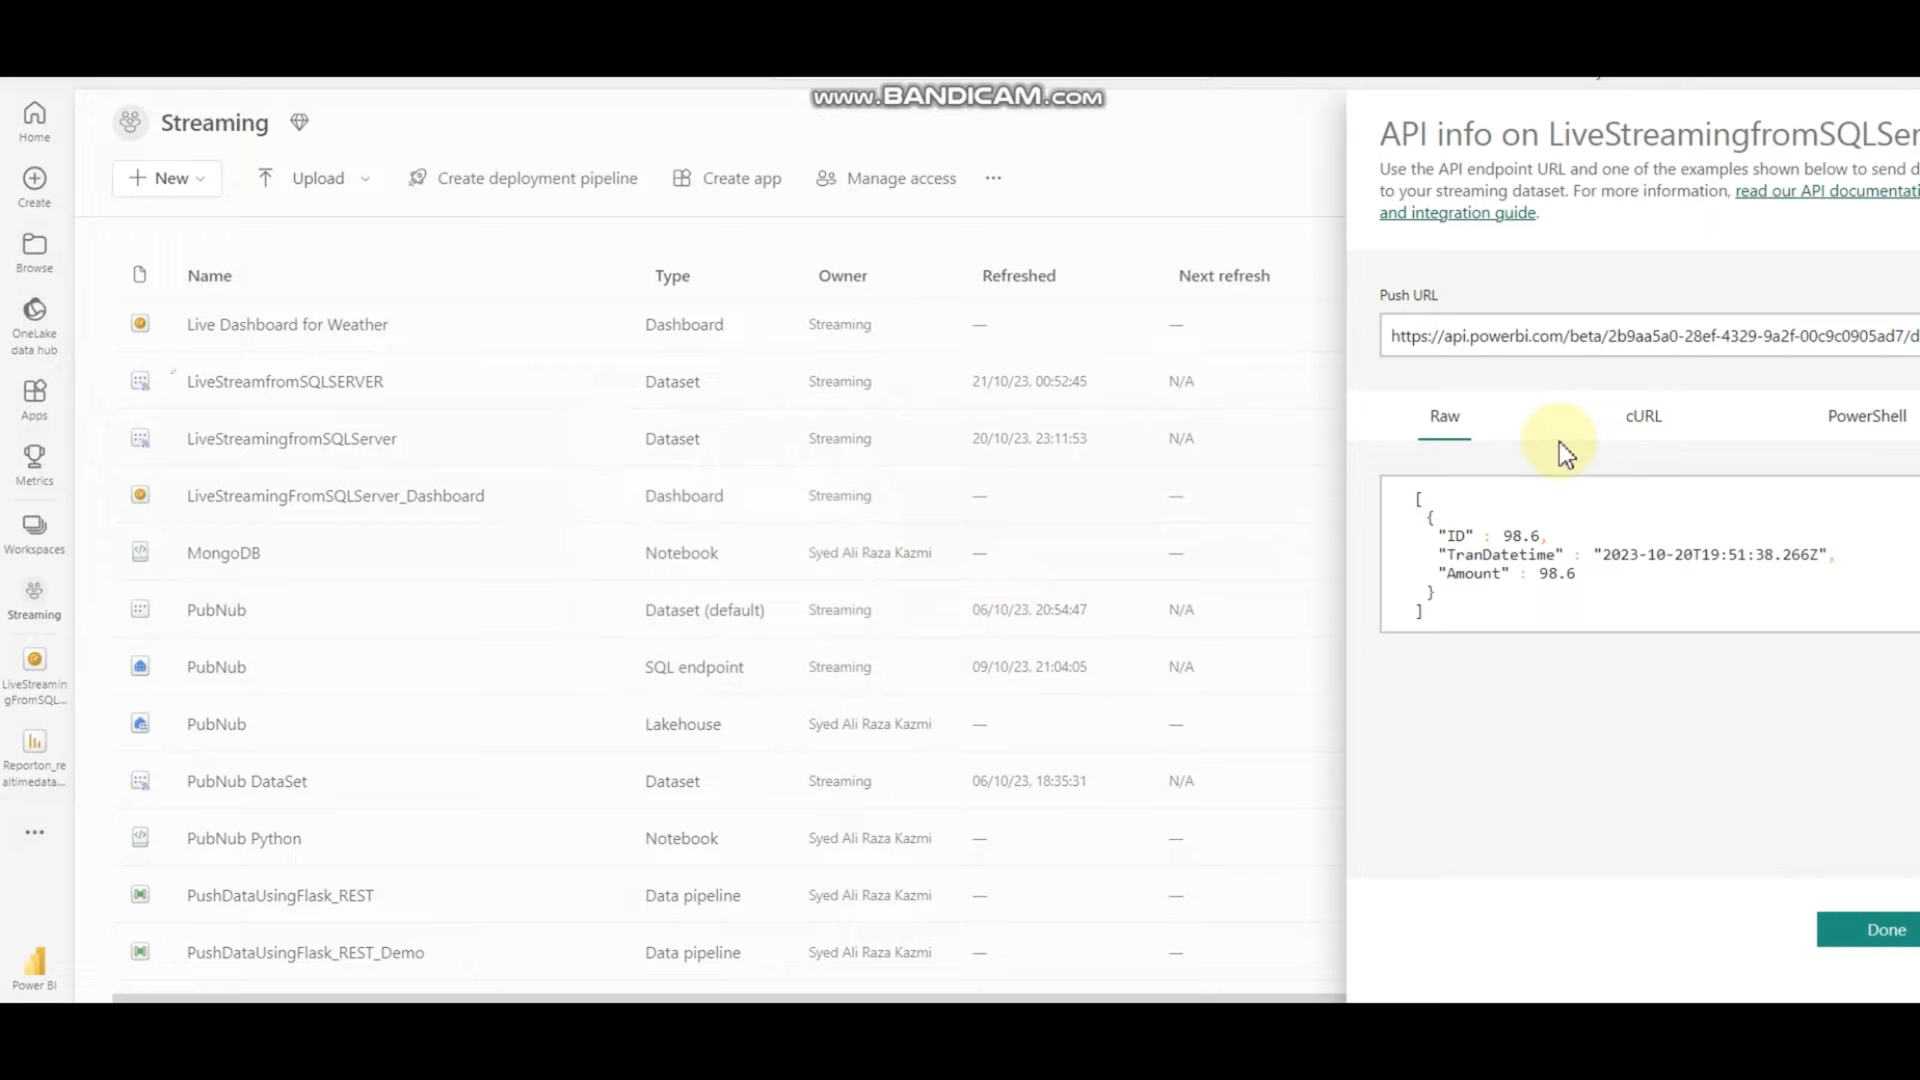 www.BANDICAM.com
Home
Create
Browse
OneLake
data hub
Apps
Metrics
Workspaces
Streaming
LiveStreamin
gFromSQL...
Reporton_re
altimedata...
Power BI
Streaming
New
Upload
Create deployment pipeline
Create app
Manage access
Name Type Owner Refreshed Next refresh
Live Dashboard for Weather Dashboard Streaming — —
LiveStreamfromSQLSERVER Dataset Streaming 21/10/23, 00:52:45 N/A
LiveStreamingfromSQLServer Dataset Streaming 20/10/23, 23:11:53 N/A
LiveStreamingFromSQLServer_Dashboard Dashboard Streaming — —
MongoDB Notebook Syed Ali Raza Kazmi — —
PubNub Dataset (default) Streaming 06/10/23, 20:54:47 N/A
PubNub SQL endpoint Streaming 09/10/23, 21:04:05 N/A
PubNub Lakehouse Syed Ali Raza Kazmi — —
PubNub DataSet Dataset Streaming 06/10/23, 18:35:31 N/A
PubNub Python Notebook Syed Ali Raza Kazmi — —
PushDataUsingFlask_REST Data pipeline Syed Ali Raza Kazmi — —
PushDataUsingFlask_REST_Demo Data pipeline Syed Ali Raza Kazmi — —
API info on LiveStreamingfromSQLSer
Use the API endpoint URL and one of the examples shown below to send d
to your streaming dataset. For more information, read our API documentati
and integration guide.
Push URL
https://api.powerbi.com/beta/2b9aa5a0-28ef-4329-9a2f-00c9c0905ad7/d
Raw cURL PowerShell
[
{
"ID" : 98.6,
"TranDatetime" : "2023-10-20T19:51:38.266Z",
"Amount" : 98.6
}
]
Done